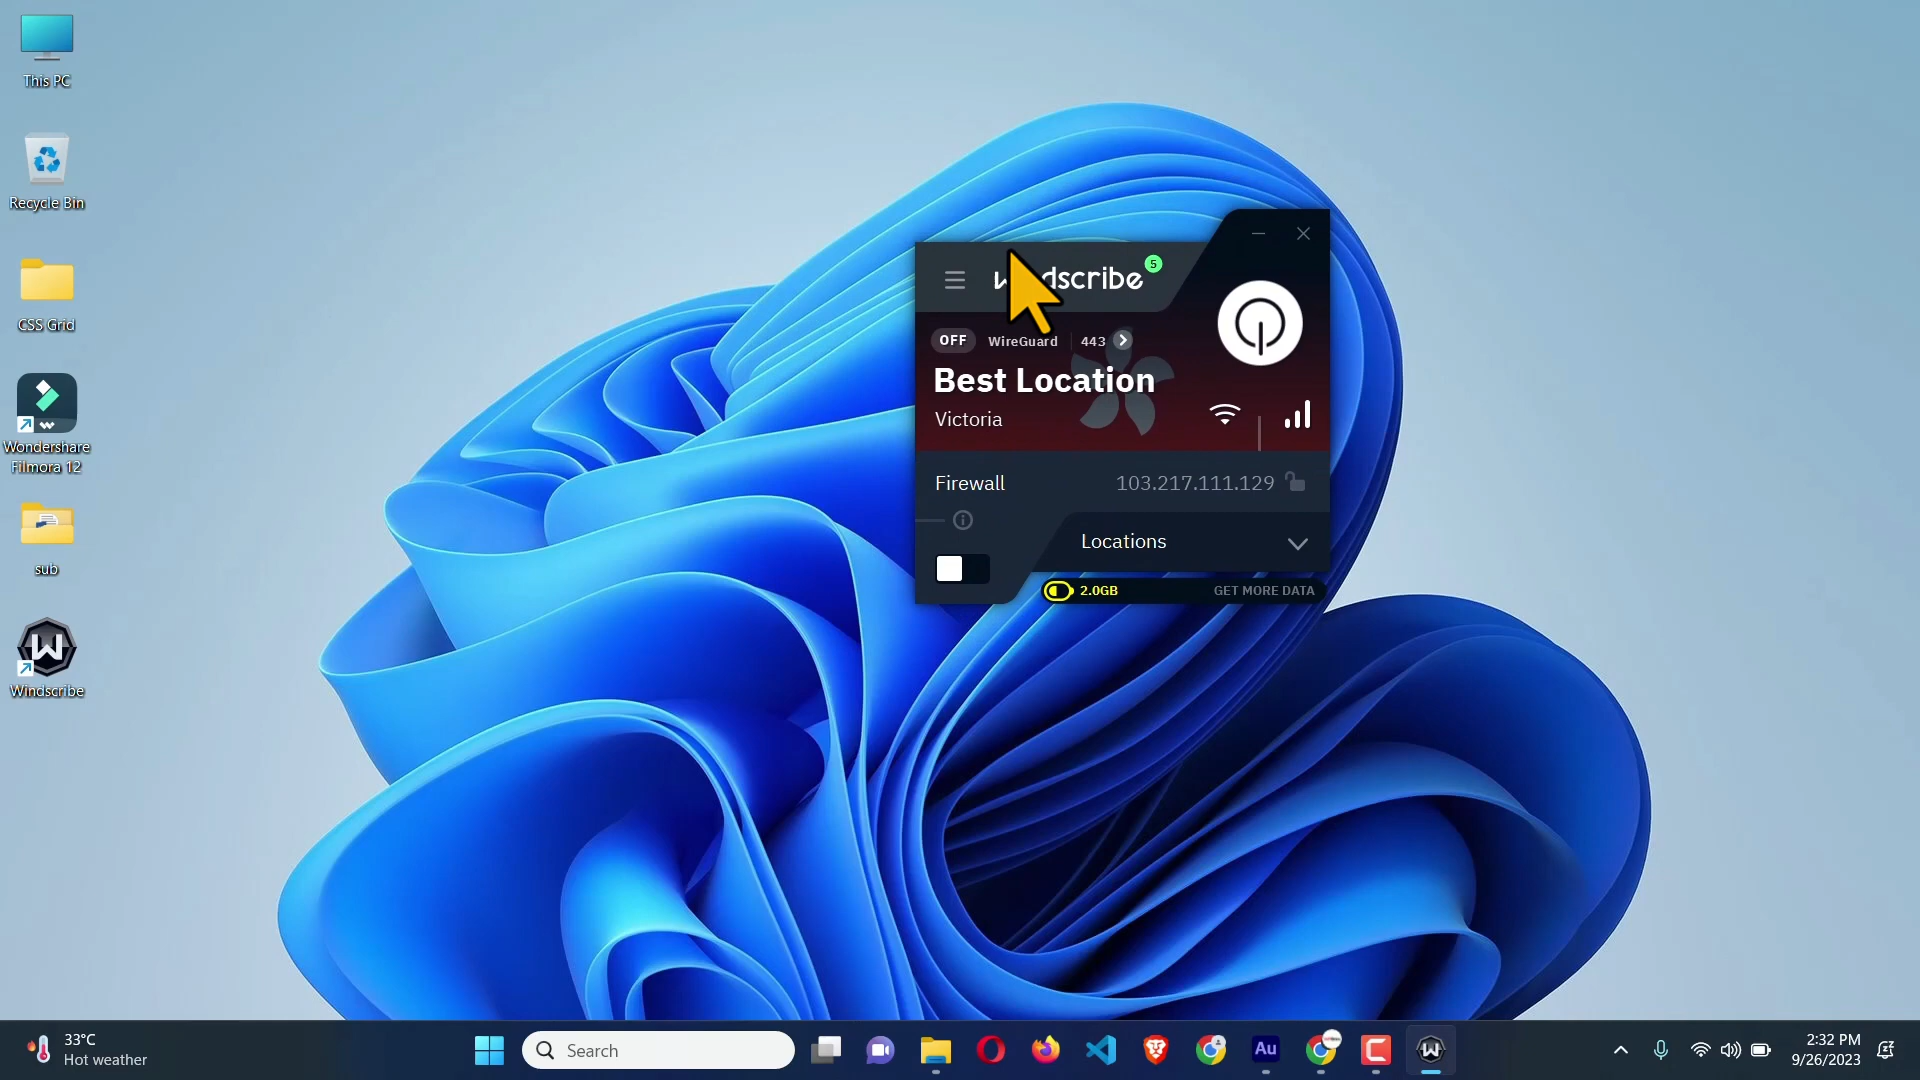 This PC
Recycle Bin
CSS Grid
Wondershare
Filmora 12
sub
Windscribe
5
OFF WireGuard 443
Best Location
Victoria
Firewall 103.217.111.129
Locations
2.0GB GET MORE DATA
33°C
Hot weather
Search
Au
2:32 PM
9/26/2023